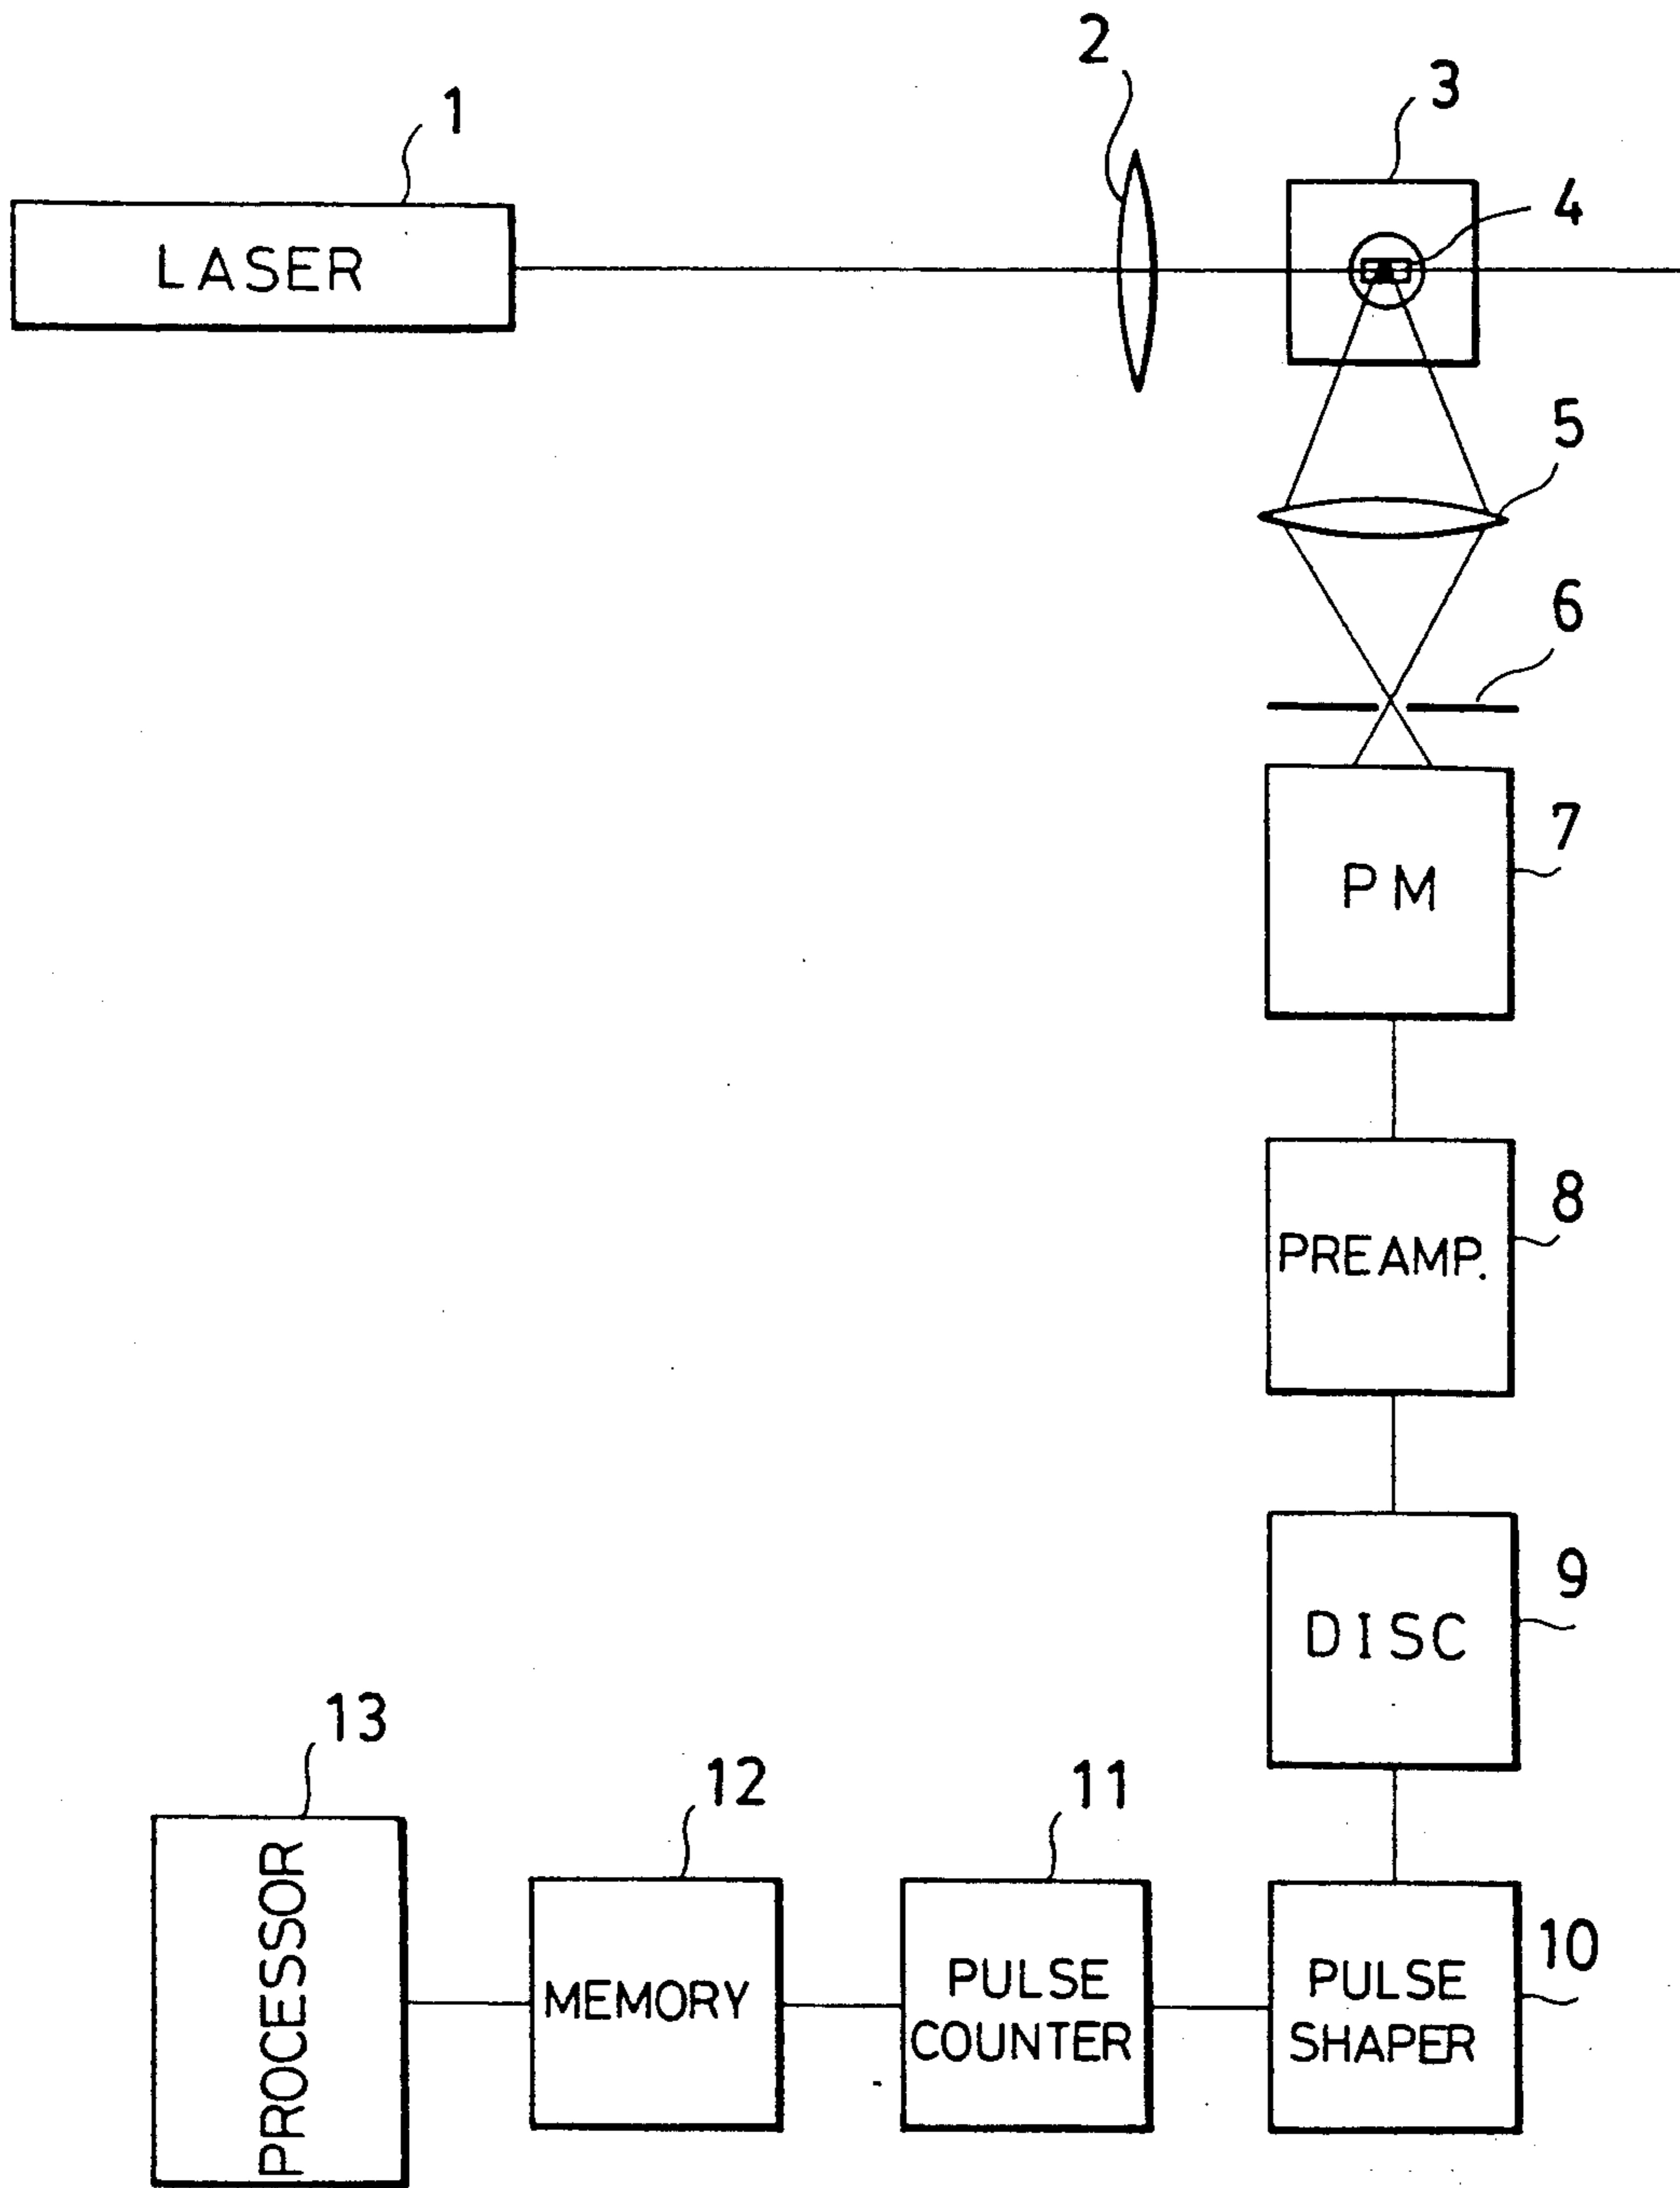 2
3
1
4
LASER
5
6
7
PM
8
PREAMP.
9
DISC
13
12
11
10
PROCESSOR
MEMORY
PULSE
COUNTER
PULSE
SHAPER